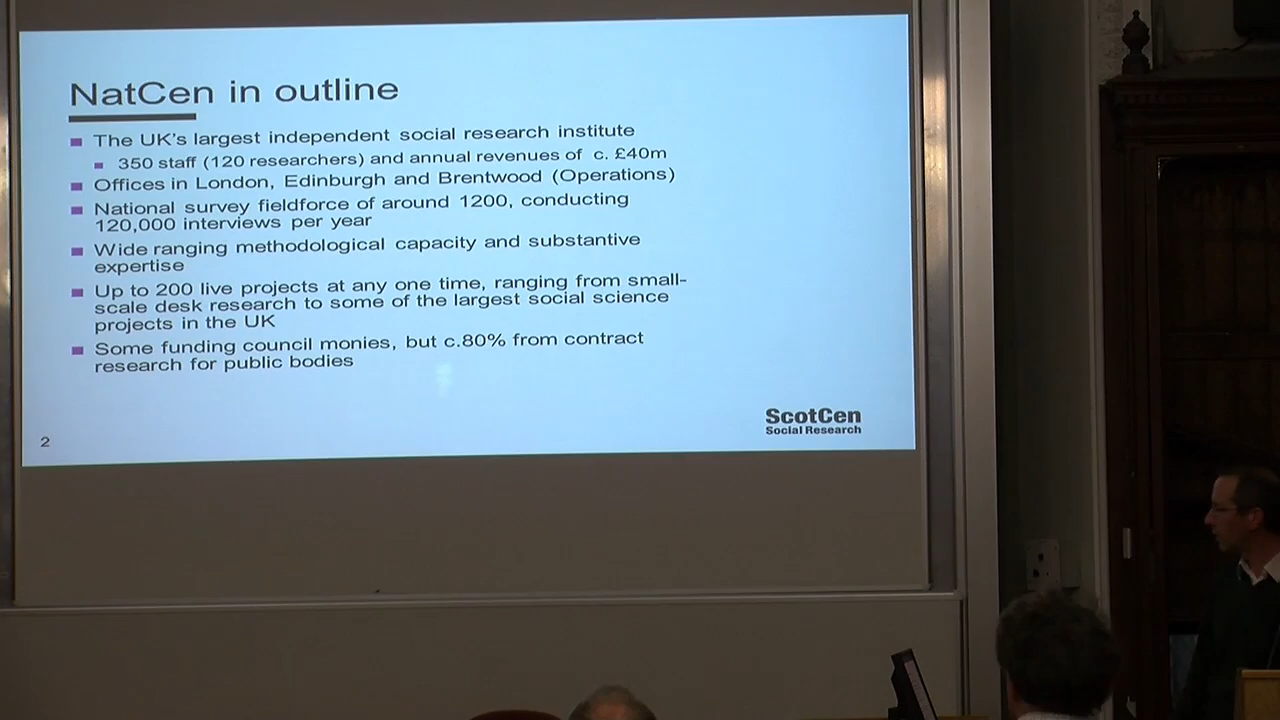 NatCen in outline
The UK's largest independent social research institute
350 staff (120 researchers) and annual revenues of c. £40m
Offices in London, Edinburgh and Brentwood (Operations)
National survey fieldforce of around 1200, conducting
120,000 interviews per year
Wide ranging methodological capacity and substantive
expertise
Up to 200 live projects at any one time, ranging from small-
scale desk research to some of the largest social science
projects in the UK
Some funding council monies, but c.80% from contract
research for public bodies
ScotCen
Social Research
2